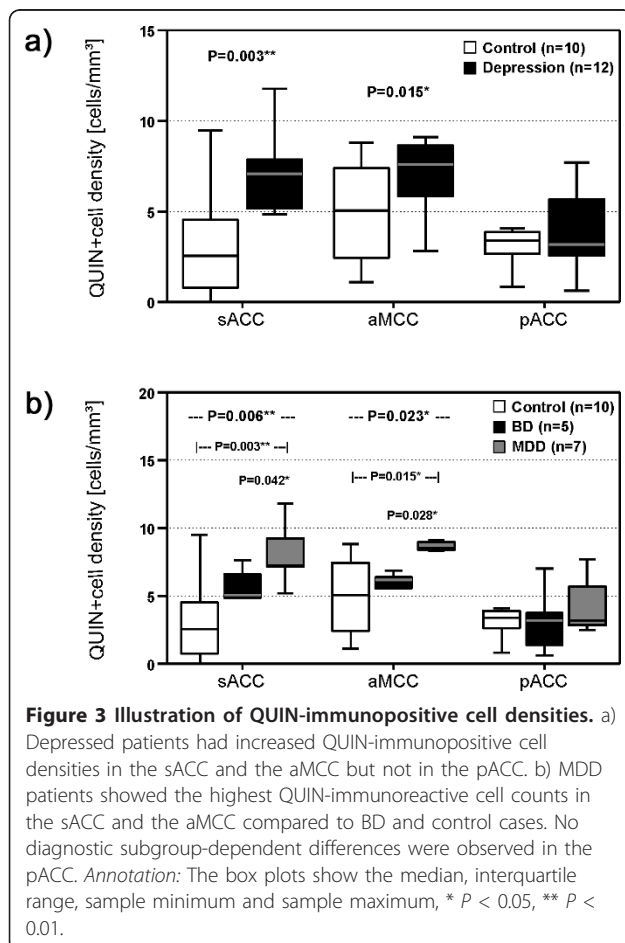 a)
15
10
5
0
QUIN+cell density [cells/mm³]
P=0.003**
P=0.015*
Control (n=10)
Depression (n=12)
sACC aMCC pACC
b)
20
15
10
5
0
QUIN+cell density [cells/mm³]
--- P=0.006** ---
|--- P=0.003** ---|
P=0.042*
--- P=0.023* ---
|--- P=0.015* ---|
P=0.028*
Control (n=10)
BD (n=5)
MDD (n=7)
sACC aMCC pACC
Figure 3 Illustration of QUIN-immunopositive cell densities. a)
Depressed patients had increased QUIN-immunopositive cell
densities in the sACC and the aMCC but not in the pACC. b) MDD
patients showed the highest QUIN-immunoreactive cell counts in
the sACC and the aMCC compared to BD and control cases. No
diagnostic subgroup-dependent differences were observed in the
pACC. Annotation: The box plots show the median, interquartile
range, sample minimum and sample maximum, * P < 0.05, ** P <
0.01.